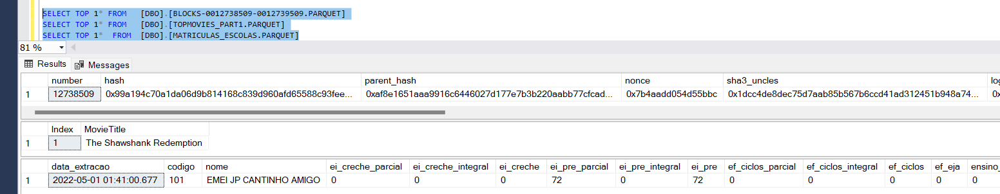 SELECT TOP 1* FROM [DBO].[BLOCKS-0012738509-0012739509.PARQUET]
SELECT TOP 1* FROM [DBO].[TOPMOVIES_PART1.PARQUET]
SELECT TOP 1* FROM [DBO].[MATRICULAS_ESCOLAS.PARQUET]
81 %
Results Messages
number hash parent_hash nonce sha3_uncles log
1 12738509 0x99a194c70a1da06d9b814168c839d960afd65588c93fee... 0xaf8e1651aaa9916c6446027d177e7b3b220aabb77cfcad... 0x7b4aadd054d55bbc 0x1dcc4de8dec75d7aab85b567b6ccd41ad312451b948a74... 0x
Index MovieTitle
1 1 The Shawshank Redemption
data_extracao codigo nome ei_creche_parcial ei_creche_integral ei_creche ei_pre_parcial ei_pre_integral ei_pre ef_ciclos_parcial ef_ciclos_integral ef_ciclos ef_eja ensino_
1 2022-05-01 01:41:00.677 101 EMEI JP CANTINHO AMIGO 0 0 0 72 0 72 0 0 0 0 0